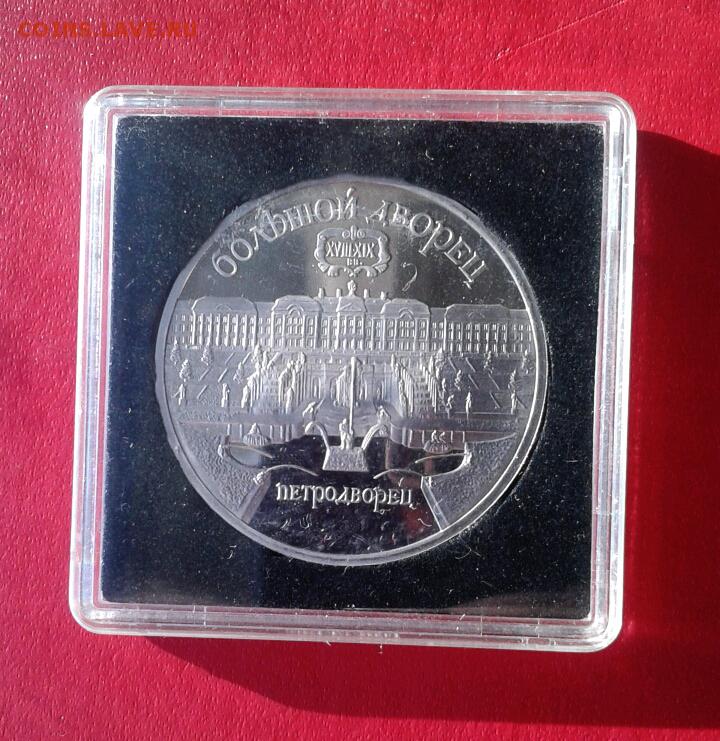 COINS.LAVE.RU
БОЛЬШОЙ ДВОРЕЦ
XVIII-XIX
ВВ.
ПЕТРОДВОРЕЦ